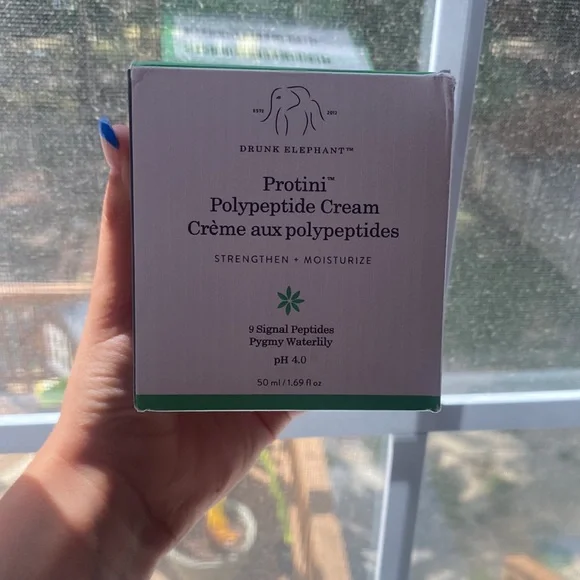 ESTD 2012
DRUNK ELEPHANT™
Protini™
Polypeptide Cream
Crème aux polypeptides
STRENGTHEN + MOISTURIZE
9 Signal Peptides
Pygmy Waterlily
pH 4.0
50 ml / 1.69 fl oz